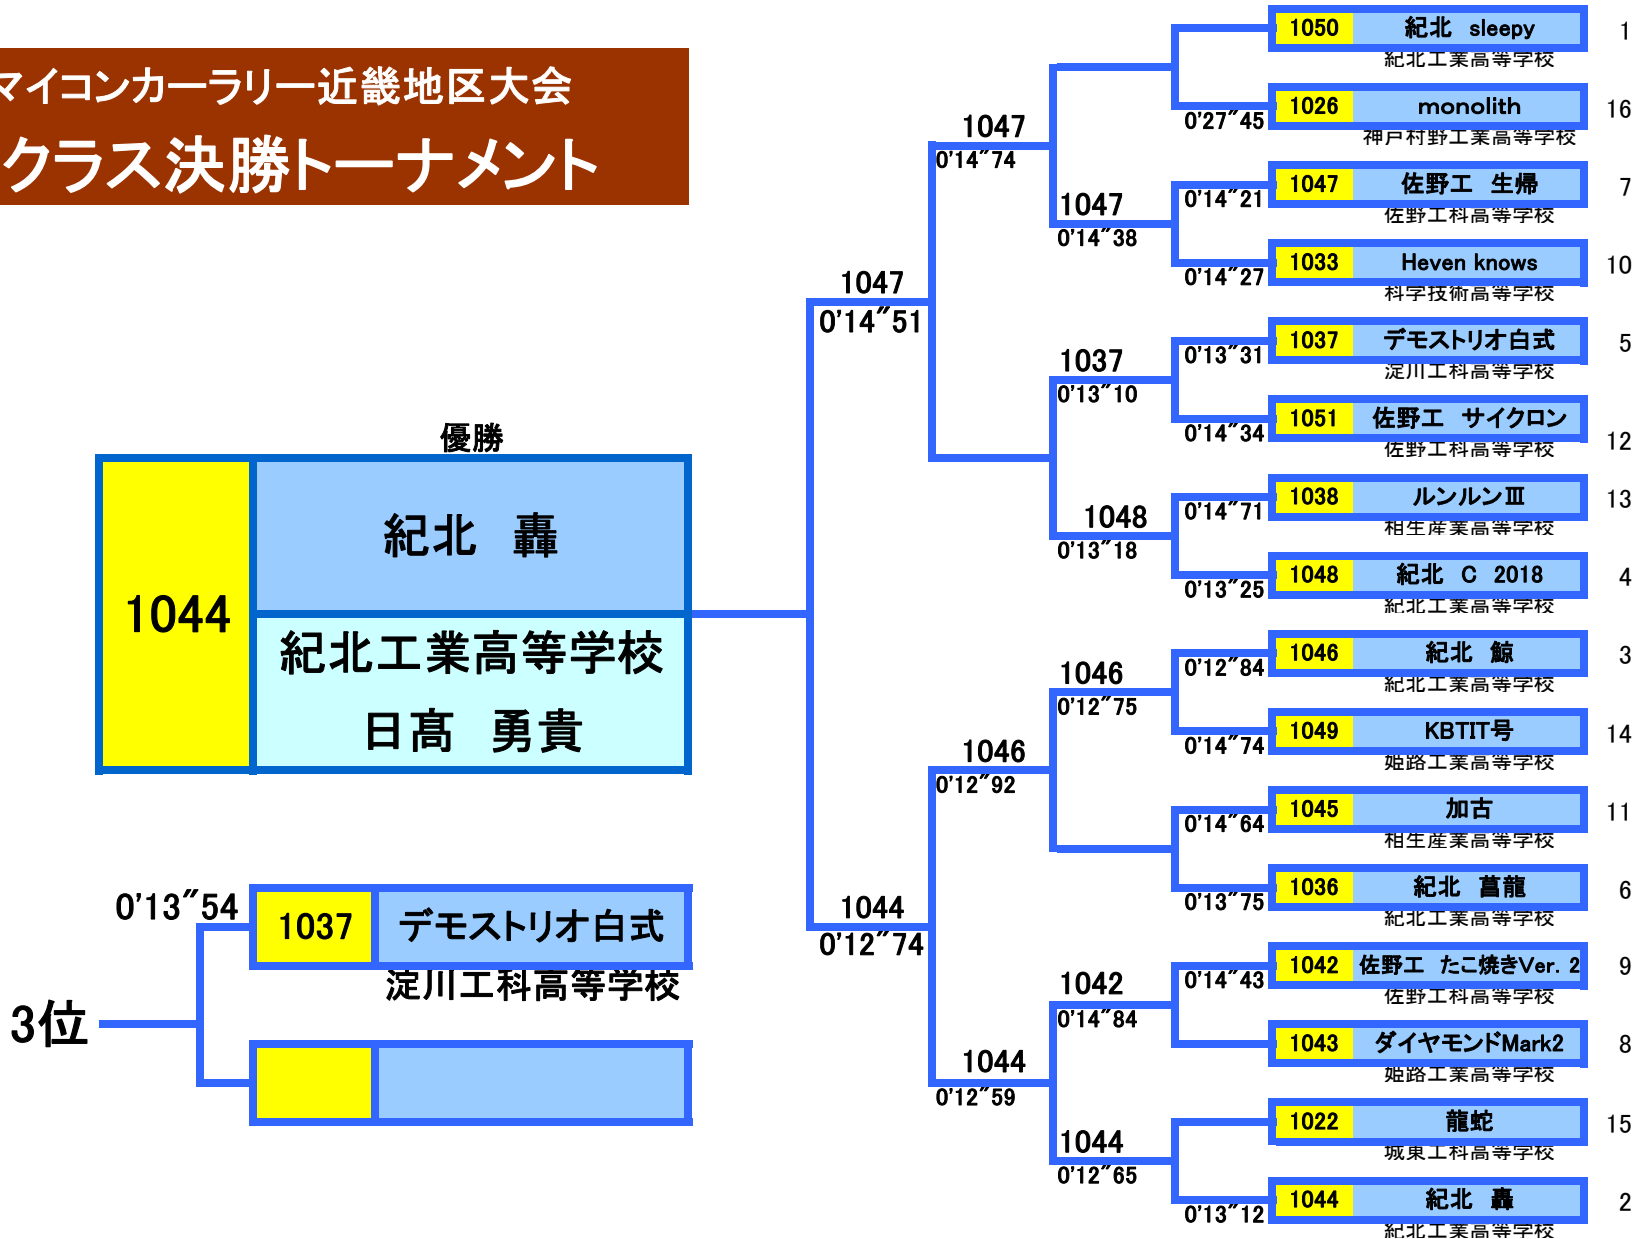 マイコンカーラリー近畿地区大会
クラス決勝トーナメント
優勝
1044
紀北 轟
紀北工業高等学校
日髙 勇貴
3位
0'13"54
1037
デモストリオ白式
淀川工科高等学校
1047
0'14"51
1044
0'12"74
1047
0'14"74
1046
0'12"92
1044
0'12"59
1047
0'14"38
1037
0'13"10
1048
0'13"18
1046
0'12"75
1042
0'14"84
1044
0'12"65
1050 紀北 sleepy 1
紀北工業高等学校
0'27"45 1026 monolith 16
神戸村野工業高等学校
0'14"21 1047 佐野工 生帰 7
佐野工科高等学校
0'14"27 1033 Heven knows 10
科学技術高等学校
0'13"31 1037 デモストリオ白式 5
淀川工科高等学校
0'14"34 1051 佐野工 サイクロン 12
佐野工科高等学校
0'14"71 1038 ルンルンⅢ 13
相生産業高等学校
0'13"25 1048 紀北 C 2018 4
紀北工業高等学校
0'12"84 1046 紀北 鯨 3
紀北工業高等学校
0'14"74 1049 KBTIT号 14
姫路工業高等学校
0'14"64 1045 加古 11
相生産業高等学校
0'13"75 1036 紀北 菖龍 6
紀北工業高等学校
0'14"43 1042 佐野工 たこ焼きVer. 2 9
佐野工科高等学校
1043 ダイヤモンドMark2 8
姫路工業高等学校
1022 龍蛇 15
城東工科高等学校
0'13"12 1044 紀北 轟 2
紀北工業高等学校